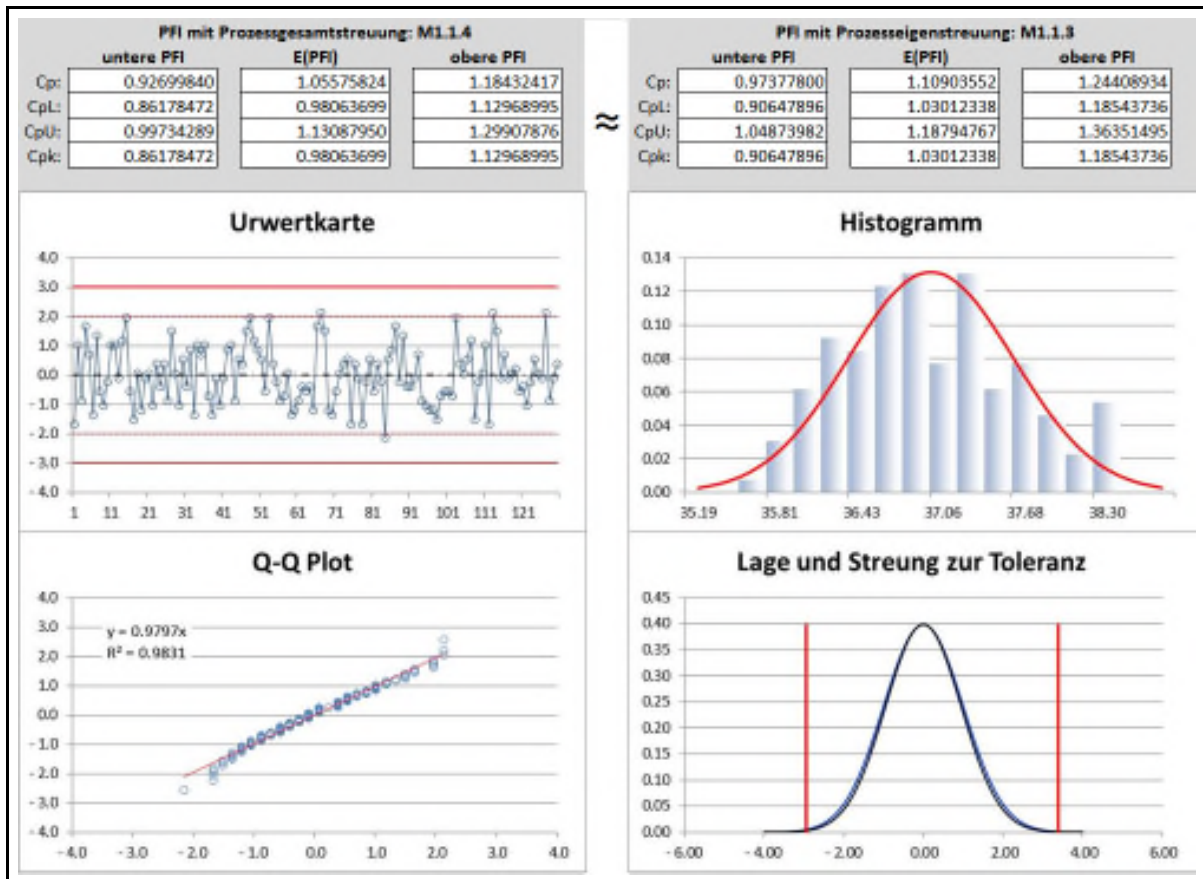 PFI mit Prozessgesamtstreuung: M1.1.4
untere PFI E(PFI) obere PFI
Cp: 0.92699840 1.05575824 1.18432417
CpL: 0.86178472 0.98063699 1.12968995
CpU: 0.99734289 1.13087950 1.29907876
Cpk: 0.86178472 0.98063699 1.12968995
≈
PFI mit Prozesseigenstreuung: M1.1.3
untere PFI E(PFI) obere PFI
Cp: 0.97377800 1.10903552 1.24408934
CpL: 0.90647896 1.03012338 1.18543736
CpU: 1.04873982 1.18794767 1.36351495
Cpk: 0.90647896 1.03012338 1.18543736
Urwertkarte
4.0
3.0
2.0
1.0
0.0
- 1.0
- 2.0
- 3.0
- 4.0
1 11 21 31 41 51 61 71 81 91 101 111 121
Histogramm
0.14
0.12
0.10
0.08
0.06
0.04
0.02
0.00
35.19 35.81 36.43 37.06 37.68 38.30
Q-Q Plot
4.0
3.0
2.0
1.0
0.0
- 1.0
- 2.0
- 3.0
- 4.0
y = 0.9797x
R² = 0.9831
- 4.0 - 3.0 - 2.0 - 1.0 0.0 1.0 2.0 3.0 4.0
Lage und Streung zur Toleranz
0.45
0.40
0.35
0.30
0.25
0.20
0.15
0.10
0.05
0.00
- 6.00 - 4.00 - 2.00 0.00 2.00 4.00 6.00